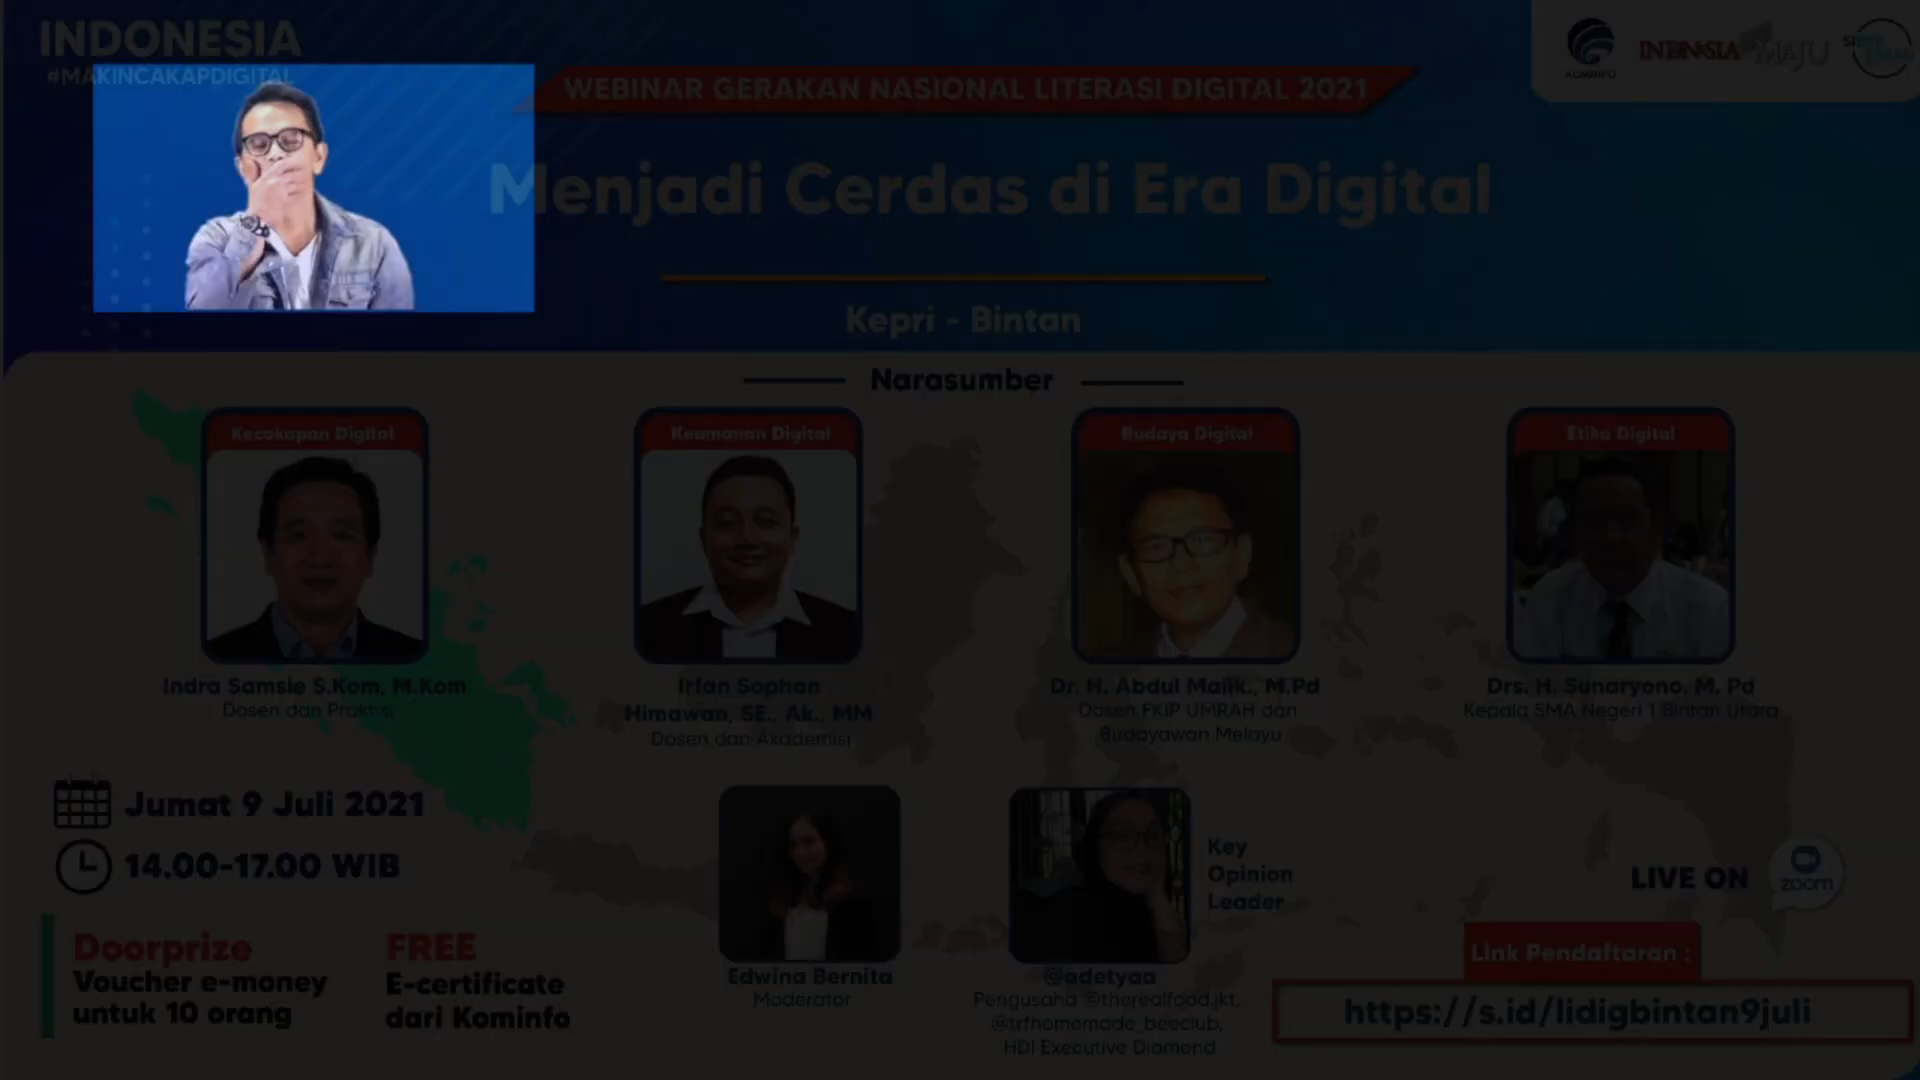 INDONESIA
#MAKINCAKAPDIGITAL
KOMINFO
INDONESIA MAJU
WEBINAR GERAKAN NASIONAL LITERASI DIGITAL 2021
Menjadi Cerdas di Era Digital
Kepri - Bintan
Narasumber
Kecakapan Digital
Keamanan Digital
Budaya Digital
Etika Digital
Indra Samsie S.Kom, M.Kom
Dosen dan Praktisi
Irfan Sophan
Himawan, SE., Ak., MM
Dosen dan Akademisi
Dr. H. Abdul Malik., M.Pd
Dosen FKIP UMRAH dan
Budayawan Melayu
Drs. H. Sunaryono, M, Pd
Kepala SMA Negeri 1 Bintan Utara
Jumat 9 Juli 2021
14.00-17.00 WIB
Doorprize
Voucher e-money
untuk 10 orang
FREE
E-certificate
dari Kominfo
Edwina Bernita
Moderator
@adetyaa
Pengusaha @therealfood.jkt,
@trfhomemade_beeclub,
HDI Executive Diamond
Key
Opinion
Leader
LIVE ON
zoom
Link Pendaftaran :
https://s.id/lidigbintan9juli